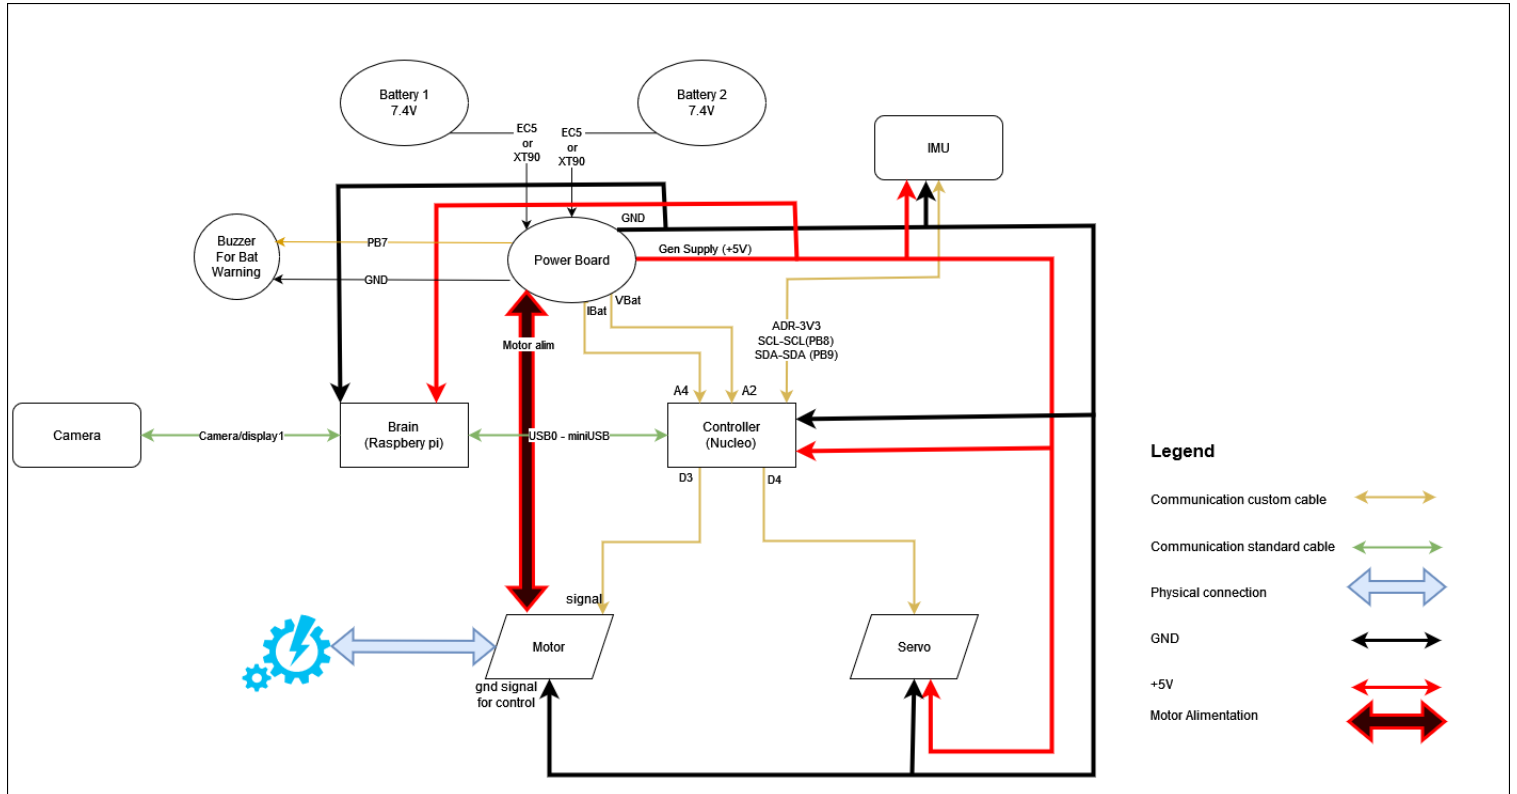 Battery 1
7.4V
Battery 2
7.4V
EC5
or
XT90
EC5
or
XT90
IMU
GND
Buzzer
For Bat
Warning
PB7
GND
Power Board
Gen Supply (+5V)
IBat
VBat
Motor alim
ADR-3V3
SCL-SCL(PB8)
SDA-SDA (PB9)
A4
A2
Camera
Camera/display1
Brain
(Raspbery pi)
USB0 - miniUSB
Controller
(Nucleo)
D3
D4
signal
Motor
gnd signal
for control
Servo
Legend
Communication custom cable
Communication standard cable
Physical connection
GND
+5V
Motor Alimentation